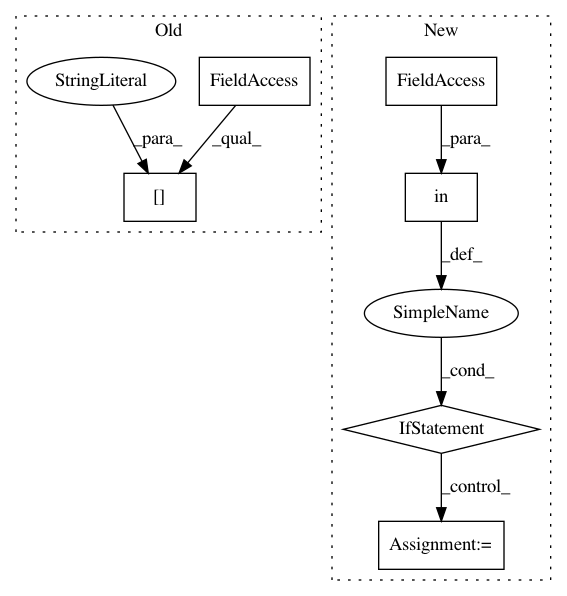 Old
New
StringLiteral
FieldAccess
FieldAccess
_para_
_qual_
_para_
[]
in
_def_
SimpleName
_cond_
IfStatement
_control_
Assignment:=